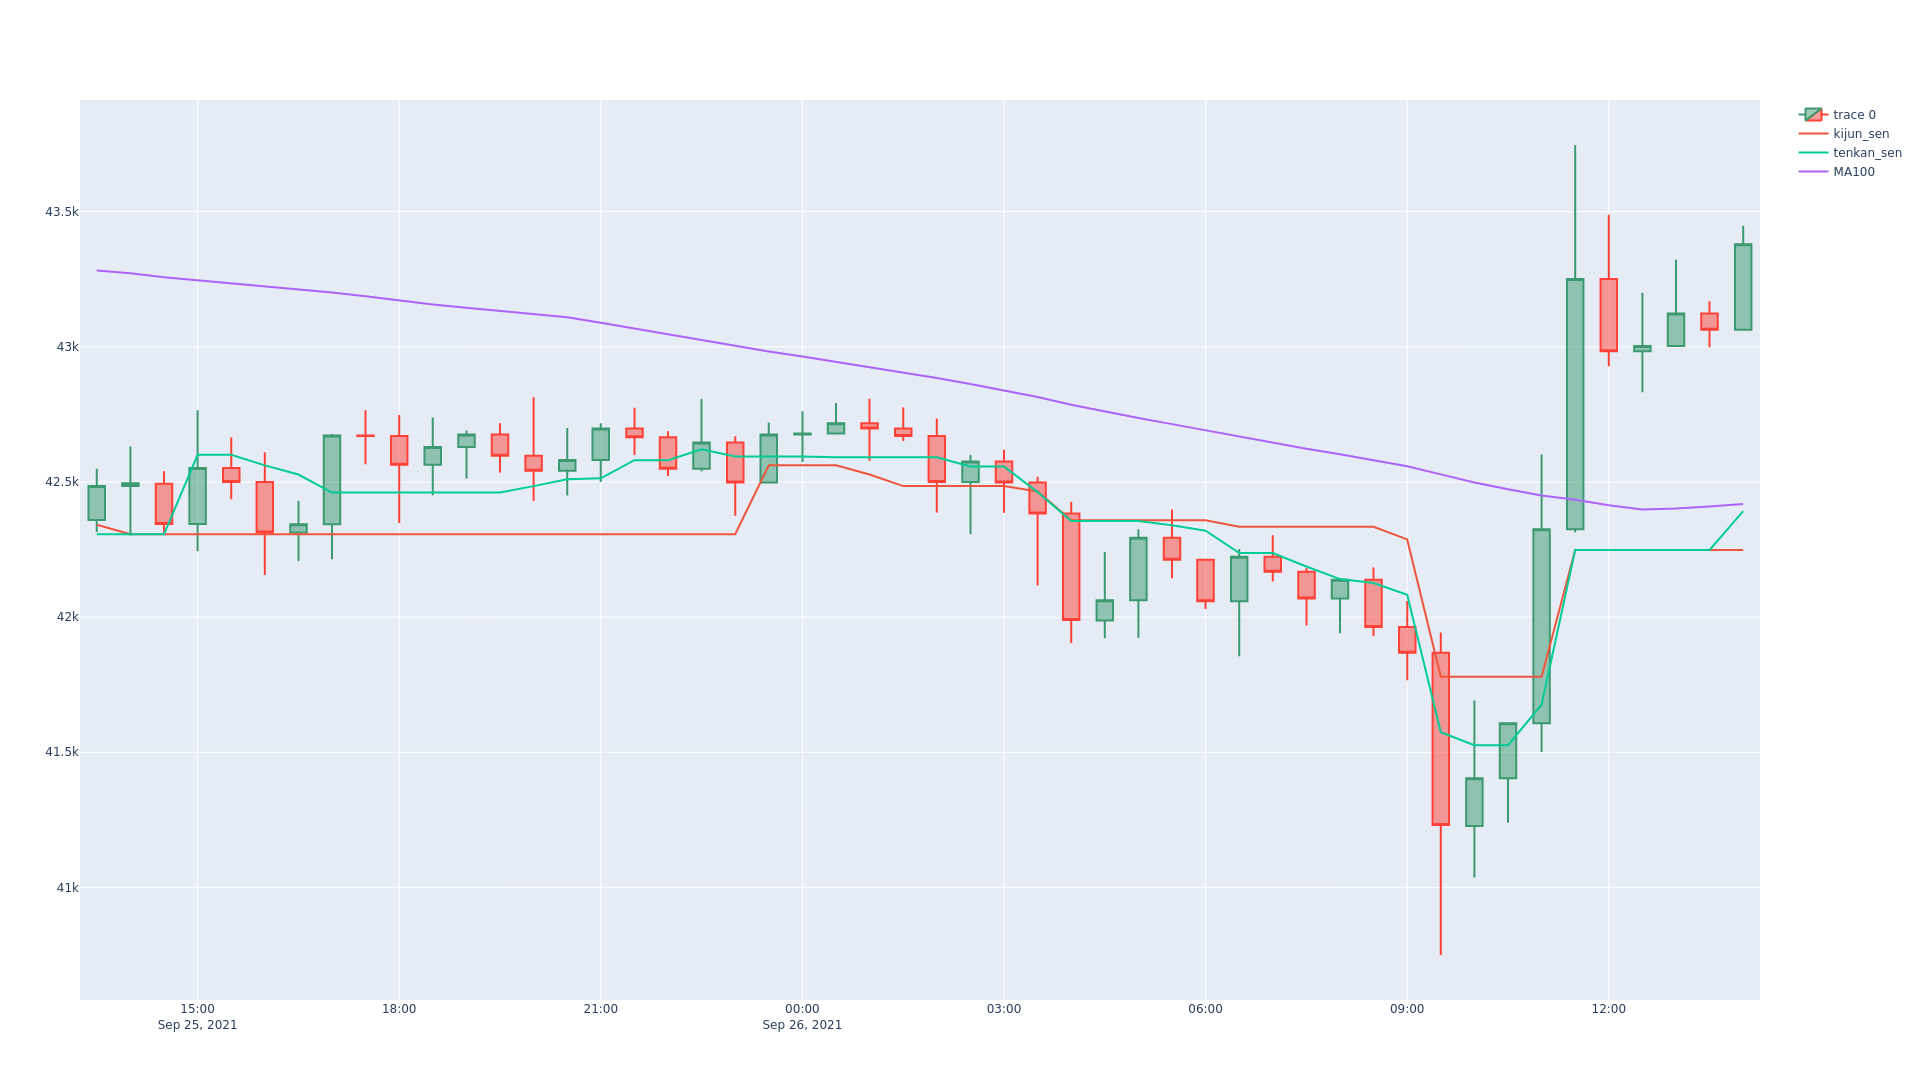 trace 0
kijun_sen
tenkan_sen
MA100
43.5k
43k
42.5k
42k
41.5k
41k
15:00 18:00 21:00 00:00 03:00 06:00 09:00 12:00
Sep 25, 2021 Sep 26, 2021